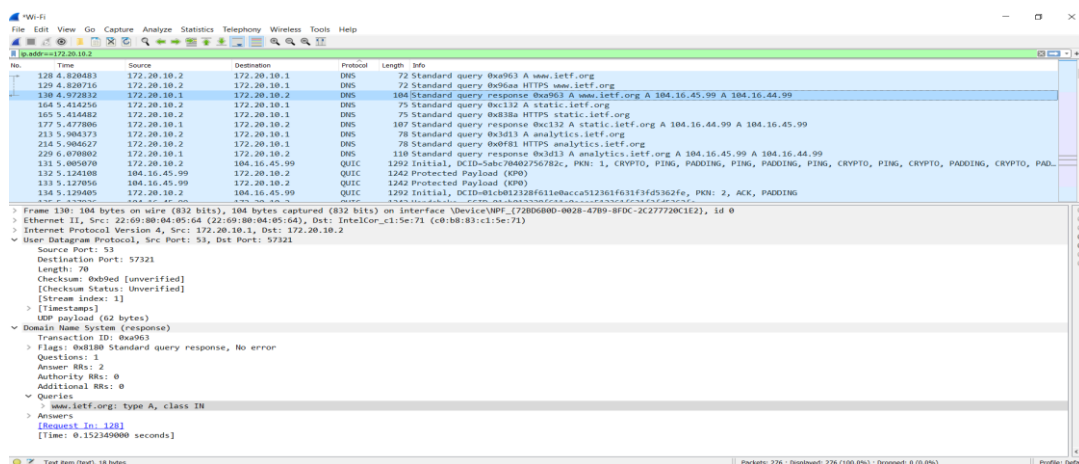 *Wi-Fi
File Edit View Go Capture Analyze Statistics Telephony Wireless Tools Help
ip.addr==172.20.10.2
No. Time Source Destination Protocol Length Info
128 4.820483 172.20.10.2 172.20.10.1 DNS 72 Standard query 0xa963 A www.ietf.org
129 4.820716 172.20.10.2 172.20.10.1 DNS 72 Standard query 0x96aa HTTPS www.ietf.org
130 4.972832 172.20.10.1 172.20.10.2 DNS 104 Standard query response 0xa963 A www.ietf.org A 104.16.45.99 A 104.16.44.99
164 5.414256 172.20.10.2 172.20.10.1 DNS 75 Standard query 0xc132 A static.ietf.org
165 5.414482 172.20.10.2 172.20.10.1 DNS 75 Standard query 0x838a HTTPS static.ietf.org
177 5.477806 172.20.10.1 172.20.10.2 DNS 107 Standard query response 0xc132 A static.ietf.org A 104.16.44.99 A 104.16.45.99
213 5.904373 172.20.10.2 172.20.10.1 DNS 78 Standard query 0x3d13 A analytics.ietf.org
214 5.904627 172.20.10.2 172.20.10.1 DNS 78 Standard query 0x0f81 HTTPS analytics.ietf.org
229 6.070802 172.20.10.1 172.20.10.2 DNS 110 Standard query response 0x3d13 A analytics.ietf.org A 104.16.45.99 A 104.16.44.99
131 5.005070 172.20.10.2 104.16.45.99 QUIC 1292 Initial, DCID=5abc70402756782c, PKN: 1, CRYPTO, PING, PADDING, PING, PADDING, PING, CRYPTO, PING, CRYPTO, PADDING, CRYPTO, PAD…
132 5.124108 104.16.45.99 172.20.10.2 QUIC 1242 Protected Payload (KP0)
133 5.127056 104.16.45.99 172.20.10.2 QUIC 1242 Protected Payload (KP0)
134 5.129405 172.20.10.2 104.16.45.99 QUIC 1292 Initial, DCID=01cb012328f611e0acca512361f631f3fd5362fe, PKN: 2, ACK, PADDING
> Frame 130: 104 bytes on wire (832 bits), 104 bytes captured (832 bits) on interface \Device\NPF_{72BD6B0D-0028-47B9-8FDC-2C277720C1E2}, id 0
> Ethernet II, Src: 22:69:80:04:05:64 (22:69:80:04:05:64), Dst: IntelCor_c1:5e:71 (c0:b8:83:c1:5e:71)
> Internet Protocol Version 4, Src: 172.20.10.1, Dst: 172.20.10.2
User Datagram Protocol, Src Port: 53, Dst Port: 57321
Source Port: 53
Destination Port: 57321
Length: 70
Checksum: 0xb9ed [unverified]
[Checksum Status: Unverified]
[Stream index: 1]
> [Timestamps]
UDP payload (62 bytes)
Domain Name System (response)
Transaction ID: 0xa963
> Flags: 0x8180 Standard query response, No error
Questions: 1
Answer RRs: 2
Authority RRs: 0
Additional RRs: 0
Queries
> www.ietf.org: type A, class IN
> Answers
[Request In: 128]
[Time: 0.152349000 seconds]
Text item (text), 18 bytes
Packets: 276 · Displayed: 276 (100.0%) · Dropped: 0 (0.0%)
Profile: Defa